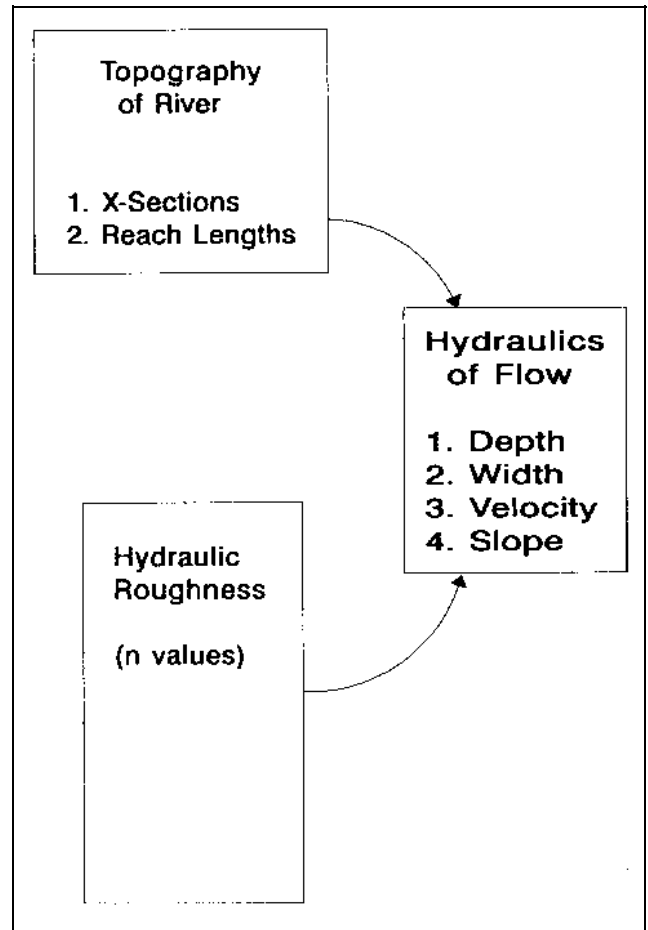 Topography
of River
1. X-Sections
2. Reach Lengths
Hydraulics
of Flow
1. Depth
2. Width
3. Velocity
4. Slope
Hydraulic
Roughness
(n values)